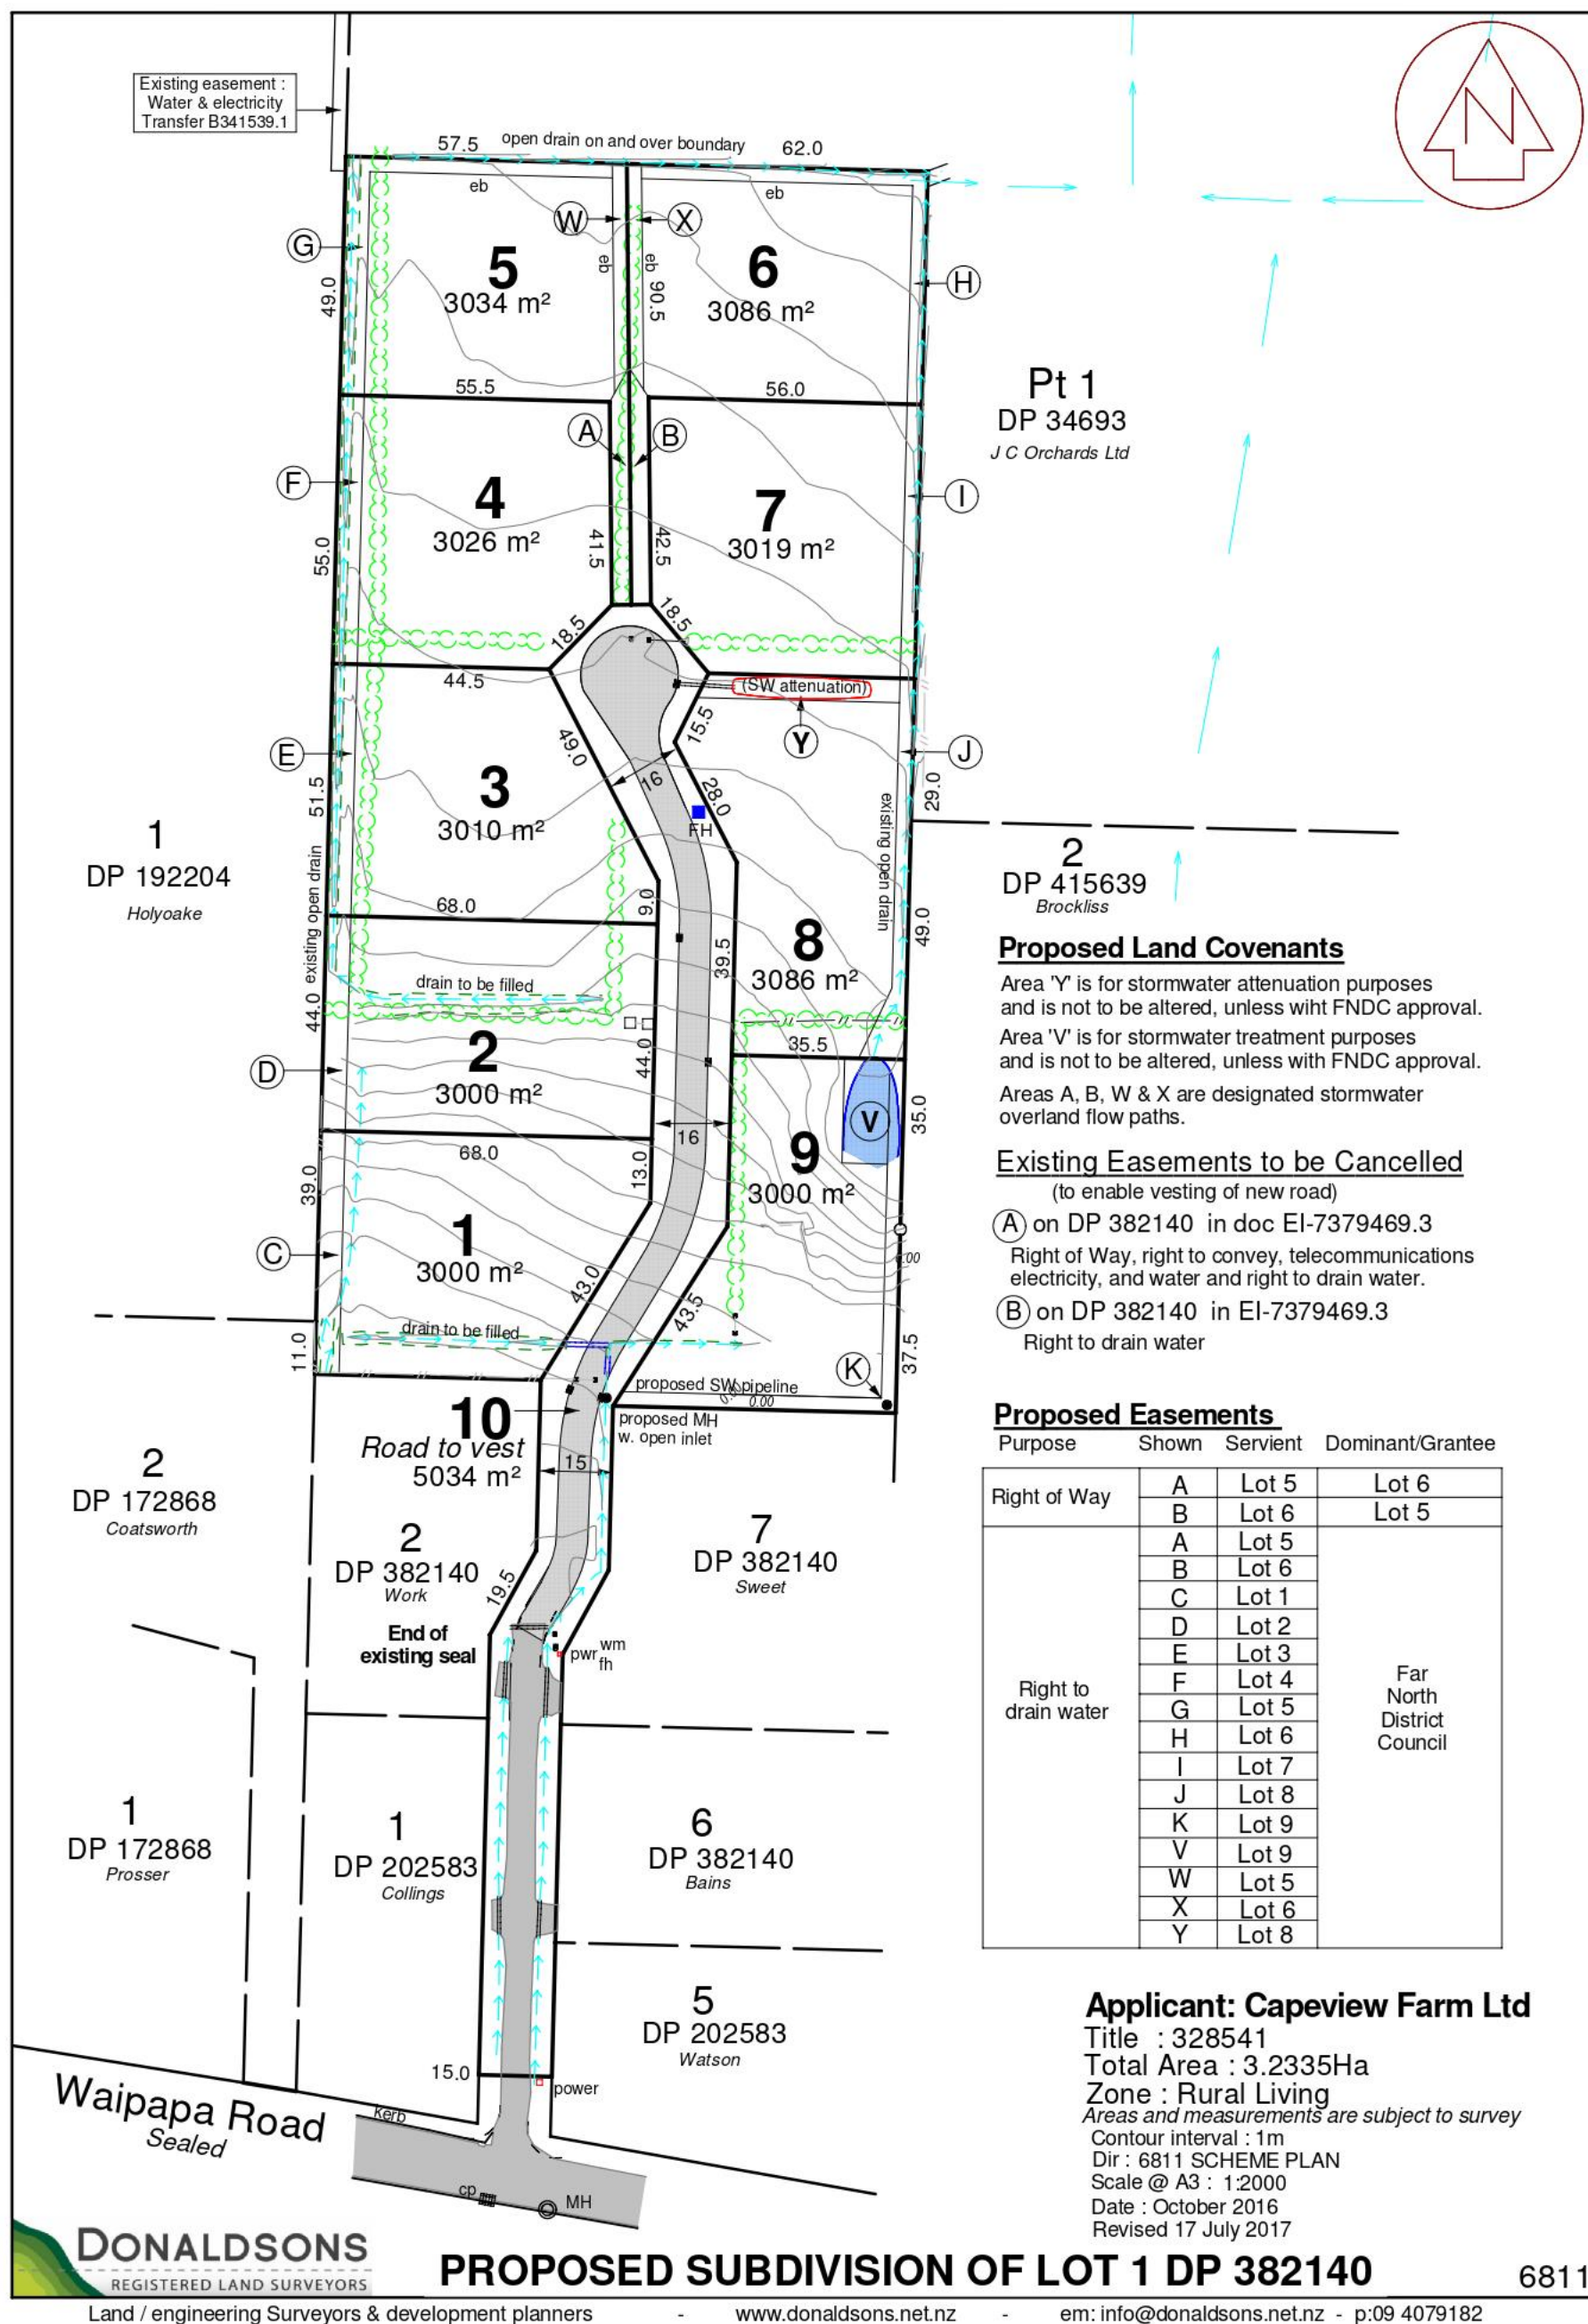 Existing easement :
Water & electricity
Transfer B341539.1
N
57.5
open drain on and over boundary
62.0
eb
eb
W
X
G
5
3034 m²
6
3086 m²
eb
eb
90.5
49.0
H
Pt 1
DP 34693
J C Orchards Ltd
55.5
56.0
A
B
F
4
3026 m²
7
3019 m²
I
41.5
42.5
55.0
18.5
18.5
44.5
(SW attenuation)
Y
15.5
E
49.0
16
J
3
3010 m²
28.0
FH
29.0
51.5
existing open drain
1
DP 192204
Holyoake
2
DP 415639
Brockliss
68.0
9.0
existing open drain
49.0
39.5
8
3086 m²
drain to be filled
44.0
35.5
2
3000 m²
44.0
D
V
35.0
16
9
3000 m²
68.0
13.0
39.0
1
3000 m²
C
0.00
43.0
43.5
drain to be filled
11.0
37.5
K
proposed SW pipeline
0.00
0.00
10
Road to vest
5034 m²
proposed MH
w. open inlet
15
2
DP 172868
Coatsworth
2
DP 382140
Work
7
DP 382140
Sweet
19.5
End of
existing seal
pwr
wm
fh
1
DP 172868
Prosser
1
DP 202583
Collings
6
DP 382140
Bains
5
DP 202583
Watson
15.0
power
Waipapa Road
Sealed
Kerb
cp
MH
Proposed Land Covenants
Area 'Y' is for stormwater attenuation purposes
and is not to be altered, unless wiht FNDC approval.
Area 'V' is for stormwater treatment purposes
and is not to be altered, unless with FNDC approval.
Areas A, B, W & X are designated stormwater
overland flow paths.
Existing Easements to be Cancelled
(to enable vesting of new road)
A on DP 382140 in doc EI-7379469.3
Right of Way, right to convey, telecommunications
electricity, and water and right to drain water.
B on DP 382140 in EI-7379469.3
Right to drain water
Proposed Easements
Purpose Shown Servient Dominant/Grantee
Right of Way A Lot 5 Lot 6
B Lot 6 Lot 5
Right to
drain water
A Lot 5
B Lot 6
C Lot 1
D Lot 2
E Lot 3
F Lot 4
G Lot 5
H Lot 6
I Lot 7
J Lot 8
K Lot 9
V Lot 9
W Lot 5
X Lot 6
Y Lot 8
Far
North
District
Council
Applicant: Capeview Farm Ltd
Title : 328541
Total Area : 3.2335Ha
Zone : Rural Living
Areas and measurements are subject to survey
Contour interval : 1m
Dir : 6811 SCHEME PLAN
Scale @ A3 : 1:2000
Date : October 2016
Revised 17 July 2017
DONALDSONS
REGISTERED LAND SURVEYORS
PROPOSED SUBDIVISION OF LOT 1 DP 382140
6811
Land / engineering Surveyors & development planners - www.donaldsons.net.nz - em: info@donaldsons.net.nz - p:09 4079182